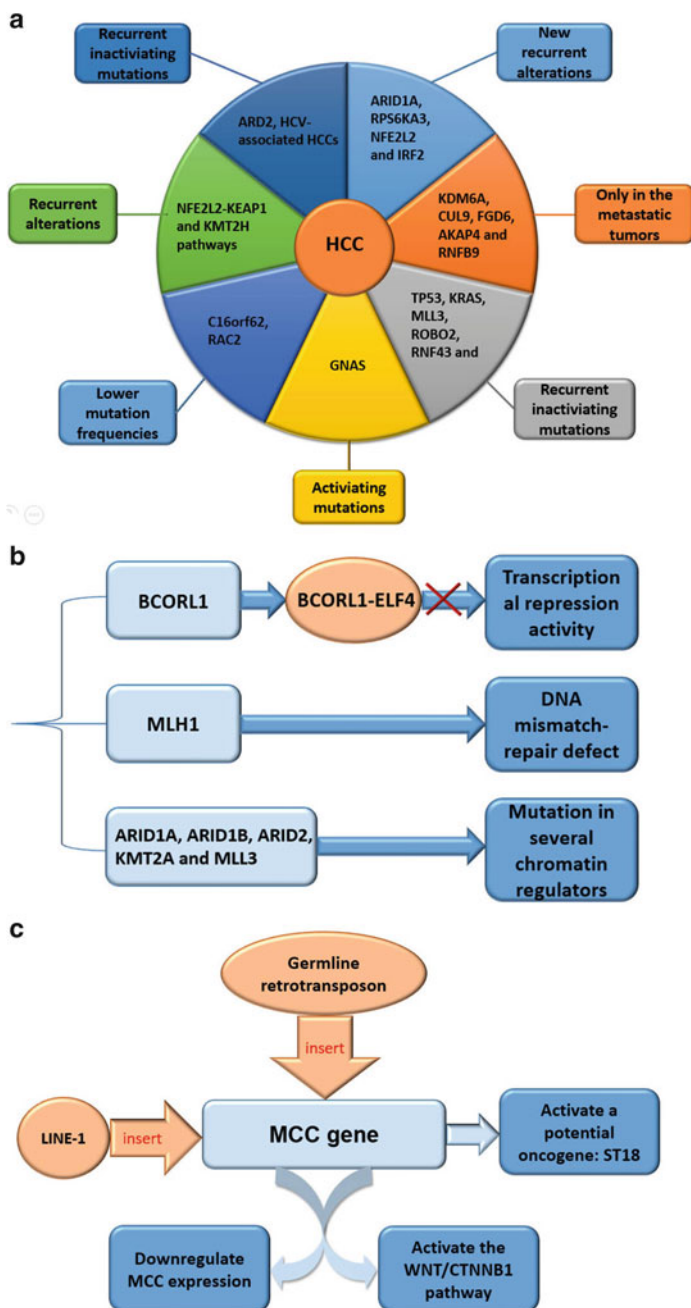 a
Recurrent
inactiviating
mutations
New
recurrent
alterations
ARD2, HCV-
associated HCCs
ARID1A,
RPS6KA3,
NFE2L2
and IRF2
Recurrent
alterations
NFE2L2-KEAP1
and KMT2H
pathways
HCC
KDM6A,
CUL9, FGD6,
AKAP4 and
RNFB9
Only in the
metastatic
tumors
C16orf62,
RAC2
GNAS
TP53, KRAS,
MLL3,
ROBO2,
RNF43 and
Lower
mutation
frequencies
Activiating
mutations
Recurrent
inactiviating
mutations
b
BCORL1
BCORL1-ELF4
Transcription
al repression
activity
MLH1
DNA
mismatch-
repair defect
ARID1A, ARID1B, ARID2,
KMT2A and MLL3
Mutation in
several
chromatin
regulators
c
Germline
retrotransposon
insert
LINE-1
insert
MCC gene
Activate a
potential
oncogene: ST18
Downregulate
MCC expression
Activate the
WNT/CTNNB1
pathway